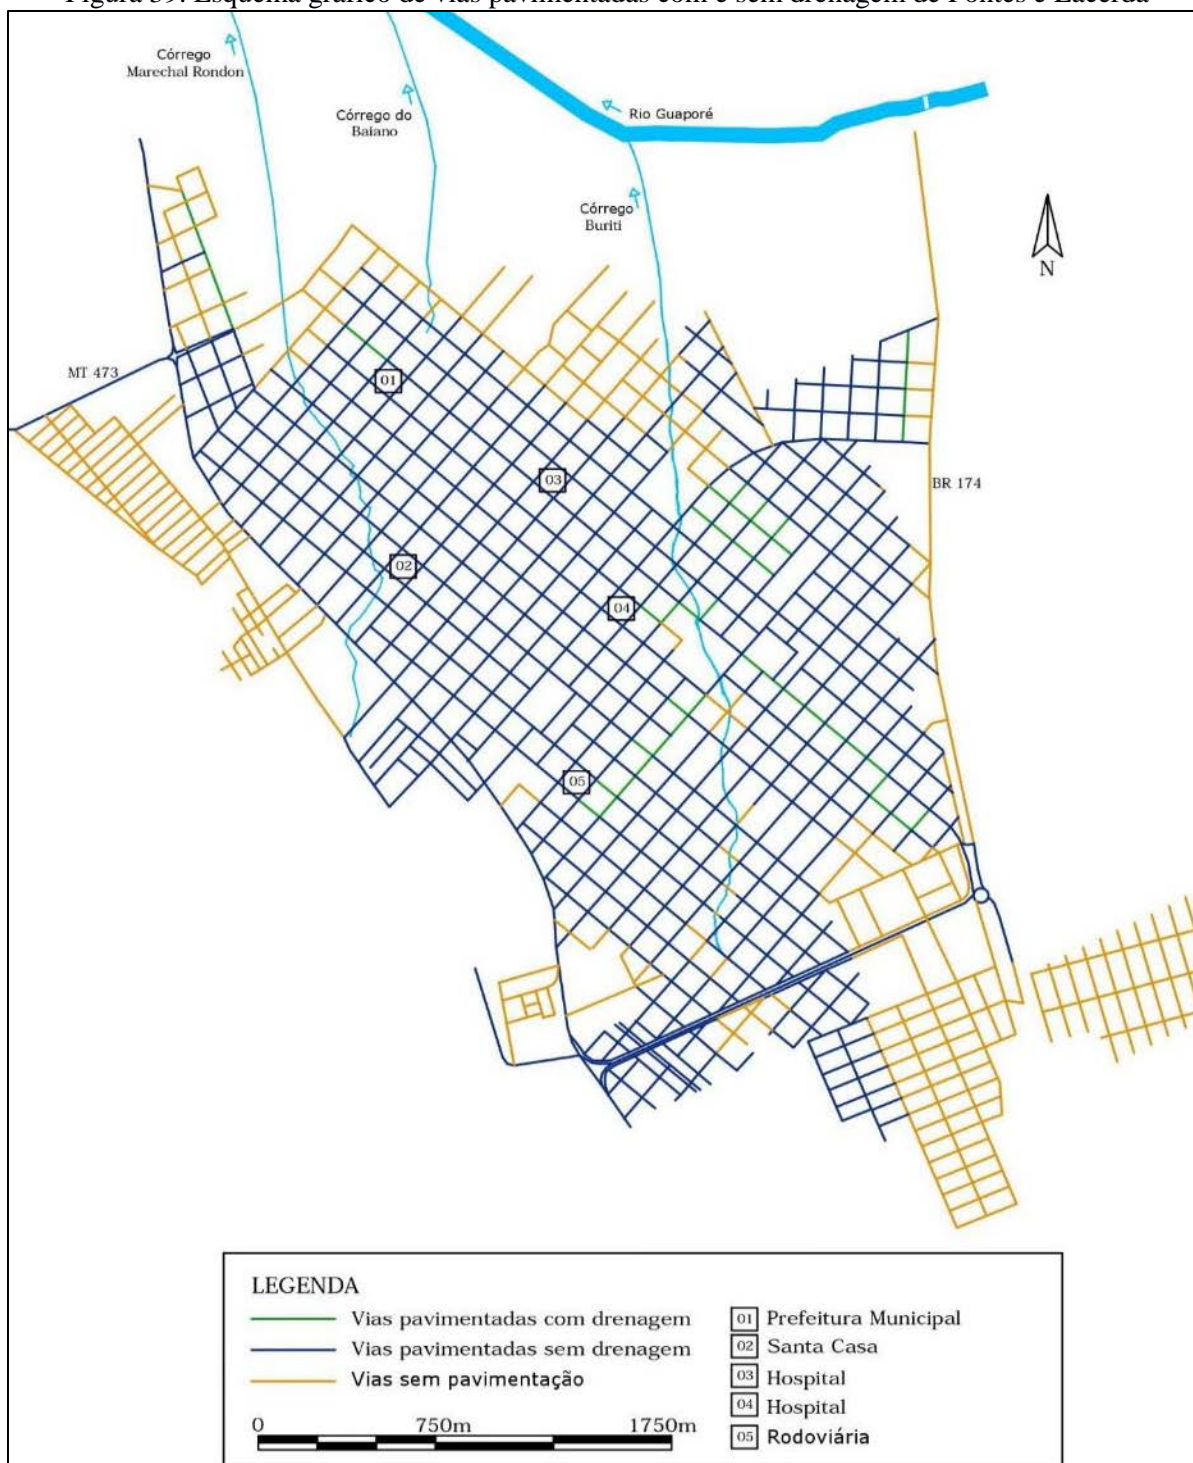 Figura 39. Esquema gráfico de vias pavimentadas com e sem drenagem de Pontes e Lacerda
Córrego
Marechal Rondon
Córrego do
Baiano
Rio Guaporé
Córrego
Buriti
N
MT 473
01
03
BR 174
02
04
05
LEGENDA
Vias pavimentadas com drenagem
Vias pavimentadas sem drenagem
Vias sem pavimentação
0 750m 1750m
01 Prefeitura Municipal
02 Santa Casa
03 Hospital
04 Hospital
05 Rodoviária